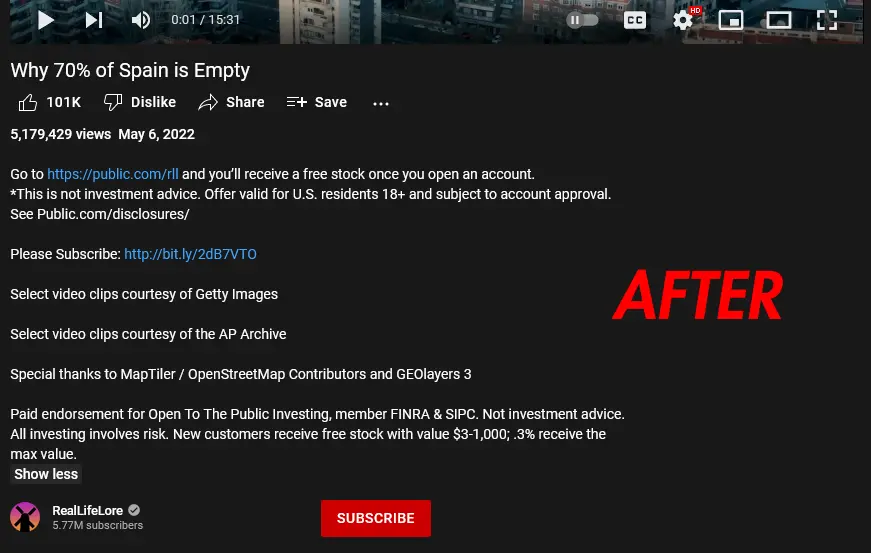 0:01 / 15:31
CC
HD
Why 70% of Spain is Empty
101K Dislike Share Save ...
5,179,429 views May 6, 2022
Go to https://public.com/rll and you’ll receive a free stock once you open an account.
*This is not investment advice. Offer valid for U.S. residents 18+ and subject to account approval.
See Public.com/disclosures/
Please Subscribe: http://bit.ly/2dB7VTO
Select video clips courtesy of Getty Images
AFTER
Select video clips courtesy of the AP Archive
Special thanks to MapTiler / OpenStreetMap Contributors and GEOlayers 3
Paid endorsement for Open To The Public Investing, member FINRA & SIPC. Not investment advice.
All investing involves risk. New customers receive free stock with value $3-1,000; .3% receive the
max value.
Show less
RealLifeLore
5.77M subscribers
SUBSCRIBE